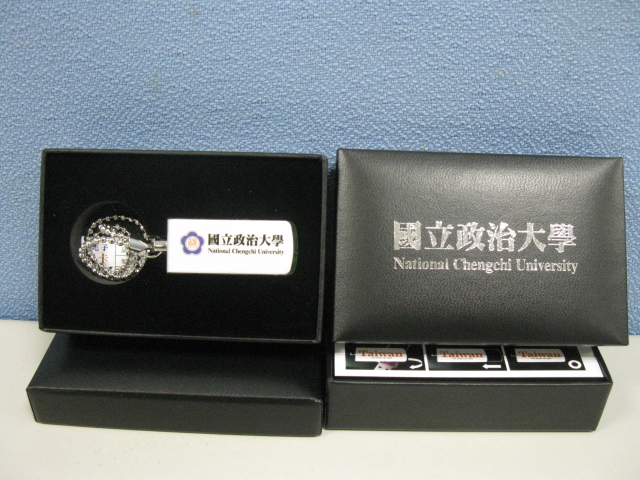 國立政治大學
National Chengchi University
國立政治大學
National Chengchi University
Taiwan
Taiwan
Taiwan